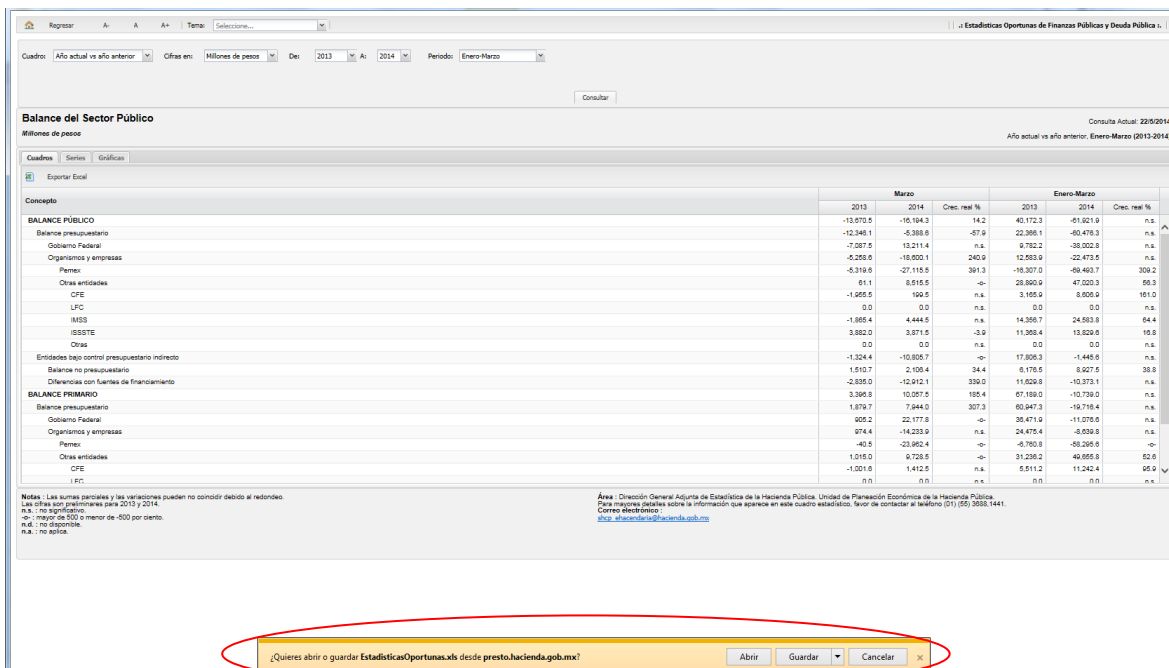 Regresar A- A A+ Tema: Seleccione... .: Estadísticas Oportunas de Finanzas Públicas y Deuda Pública :.
Cuadro: Año actual vs año anterior Cifras en: Millones de pesos De: 2013 A: 2014 Periodo: Enero-Marzo
Consultar
Balance del Sector Público Consulta Actual: 22/5/2014
Millones de pesos Año actual vs año anterior, Enero-Marzo (2013-2014)
Cuadros Series Gráficas
Exportar Excel
Concepto Marzo Enero-Marzo
2013 2014 Crec. real % 2013 2014 Crec. real %
BALANCE PÚBLICO -13,670.5 -16,194.3 14.2 40,172.3 -61,921.9 n.s.
Balance presupuestario -12,346.1 -5,388.6 -57.9 22,366.1 -60,476.3 n.s.
Gobierno Federal -7,087.5 13,211.4 n.s. 9,782.2 -38,002.8 n.s.
Organismos y empresas -5,258.6 -18,600.1 240.9 12,583.9 -22,473.5 n.s.
Pemex -5,319.6 -27,115.5 391.3 -16,307.0 -69,493.7 309.2
Otras entidades 61.1 8,515.5 -o- 28,890.9 47,020.3 56.3
CFE -1,955.5 199.5 n.s. 3,165.9 8,606.9 161.0
LFC 0.0 0.0 n.s. 0.0 0.0 n.s.
IMSS -1,865.4 4,444.5 n.s. 14,356.7 24,583.8 64.4
ISSSTE 3,882.0 3,871.5 -3.9 11,368.4 13,829.6 16.8
Otras 0.0 0.0 n.s. 0.0 0.0 n.s.
Entidades bajo control presupuestario indirecto -1,324.4 -10,805.7 -o- 17,806.3 -1,445.6 n.s.
Balance no presupuestario 1,510.7 2,106.4 34.4 6,176.5 8,927.5 38.8
Diferencias con fuentes de financiamiento -2,835.0 -12,912.1 339.0 11,629.8 -10,373.1 n.s.
BALANCE PRIMARIO 3,396.8 10,057.5 185.4 67,189.0 -10,739.0 n.s.
Balance presupuestario 1,879.7 7,944.0 307.3 60,947.3 -19,716.4 n.s.
Gobierno Federal 905.2 22,177.8 -o- 36,471.9 -11,076.6 n.s.
Organismos y empresas 974.4 -14,233.9 n.s. 24,475.4 -8,639.8 n.s.
Pemex -40.5 -23,962.4 -o- -6,760.8 -58,295.6 -o-
Otras entidades 1,015.0 9,728.5 -o- 31,236.2 49,655.8 52.6
CFE -1,001.6 1,412.5 n.s. 5,511.2 11,242.4 95.9
LFC 0.0 0.0 n.s. 0.0 0.0 n.s.
Notas : Las sumas parciales y las variaciones pueden no coincidir debido al redondeo.
Las cifras son preliminares para 2013 y 2014.
n.s. : no significativo.
-o- : mayor de 500 o menor de -500 por ciento.
n.d. : no disponible.
n.a. : no aplica.
Área : Dirección General Adjunta de Estadística de la Hacienda Pública. Unidad de Planeación Económica de la Hacienda Pública.
Para mayores detalles sobre la información que aparece en este cuadro estadístico, favor de contactar al teléfono (01) (55) 3688,1441.
Correo electrónico :
shcp_ehacendaria@hacienda.gob.mx
¿Quieres abrir o guardar EstadisticasOportunas.xls desde presto.hacienda.gob.mx? Abrir Guardar Cancelar